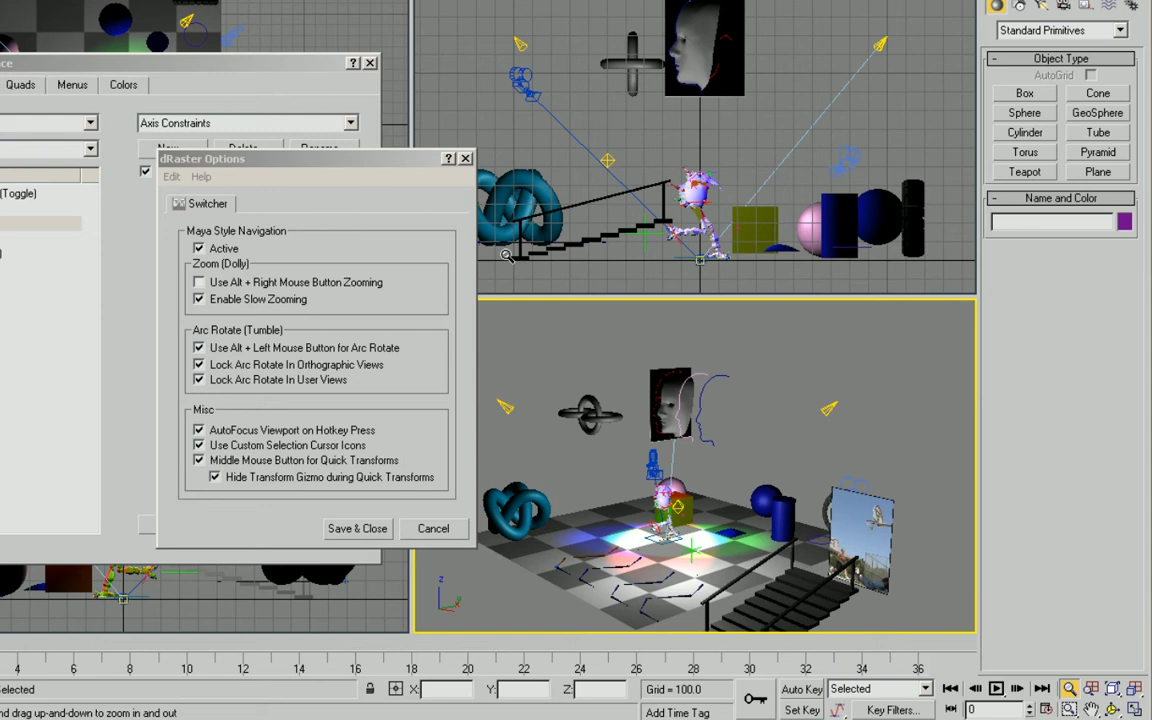 Standard Primitives
- Object Type
AutoGrid
Box
Cone
Sphere
GeoSphere
Cylinder
Tube
Torus
Pyramid
Teapot
Plane
- Name and Color
ce
? X
Quads Menus Colors
Axis Constraints
(Toggle)
dRaster Options
? X
Edit Help
Switcher
Maya Style Navigation
Active
Zoom (Dolly)
Use Alt + Right Mouse Button Zooming
Enable Slow Zooming
Arc Rotate (Tumble)
Use Alt + Left Mouse Button for Arc Rotate
Lock Arc Rotate In Orthographic Views
Lock Arc Rotate In User Views
Misc
AutoFocus Viewport on Hotkey Press
Use Custom Selection Cursor Icons
Middle Mouse Button for Quick Transforms
Hide Transform Gizmo during Quick Transforms
Save & Close
Cancel
z
4 6 8 10 12 14 16 18 20 22 24 26 28 30 32 34 36
Selected
X:
Y:
Z:
Grid = 100.0
Auto Key
Selected
nd drag up-and-down to zoom in and out
Add Time Tag
Set Key
Key Filters...
0